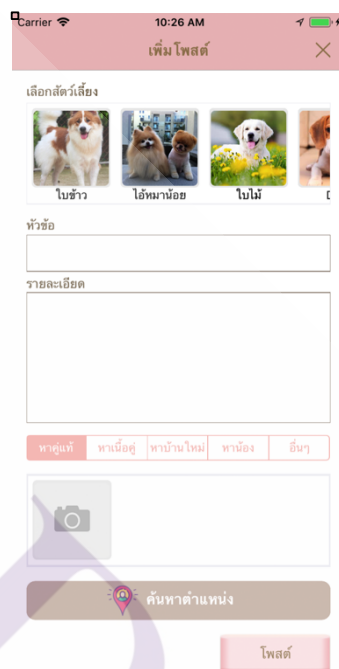 Carrier 10:26 AM
เพิ่มโพสต์
เลือกสัตว์เลี้ยง
ใบข้าว ไอ้หมาน้อย ใบไม้
หัวข้อ
รายละเอียด
หาคู่แท้ หาเนื้อคู่ หาบ้านใหม่ หาน้อง อื่นๆ
ค้นหาตำแหน่ง
โพสต์